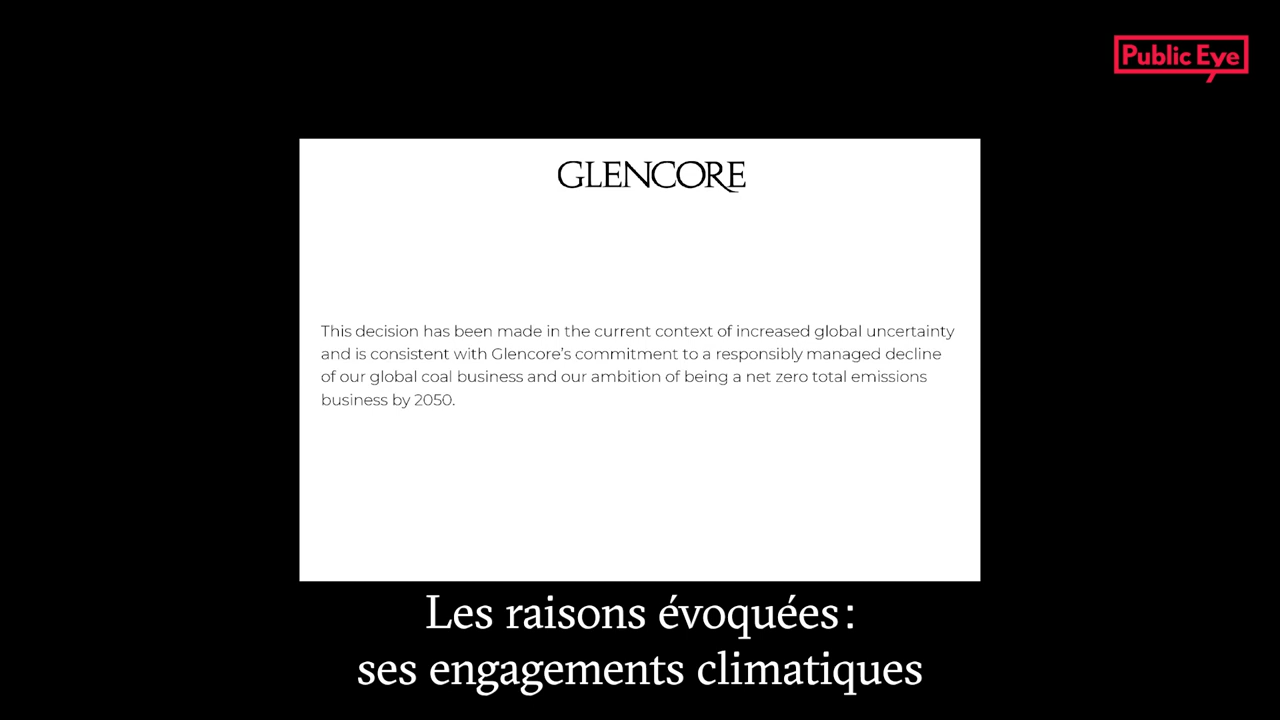 Public Eye
GLENCORE
This decision has been made in the current context of increased global uncertainty
and is consistent with Glencore’s commitment to a responsibly managed decline
of our global coal business and our ambition of being a net zero total emissions
business by 2050.
Les raisons évoquées :
ses engagements climatiques